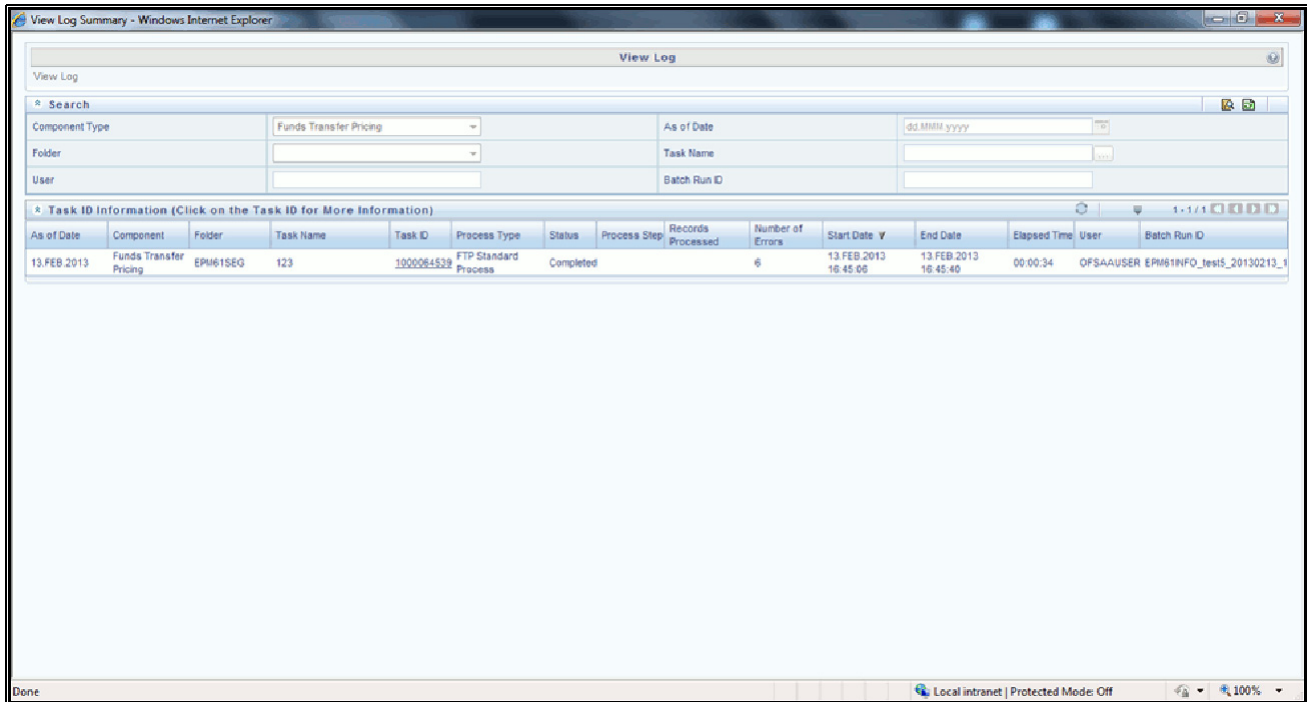 View Log Summary - Windows Internet Explorer
View Log
View Log
Search
Component Type Funds Transfer Pricing As of Date dd.MMM.yyyy
Folder Task Name ...
User Batch Run ID
Task ID Information (Click on the Task ID for More Information) 1 - 1 / 1
As of Date Component Folder Task Name Task ID Process Type Status Process Step Records Processed Number of Errors Start Date End Date Elapsed Time User Batch Run ID
13.FEB.2013 Funds Transfer Pricing EPM61SEG 123 1000064539 FTP Standard Process Completed 6 13.FEB.2013 16:45:06 13.FEB.2013 16:45:40 00:00:34 OFSAAUSER EPM61INFO_test5_20130213_1
Done Local intranet | Protected Mode: Off 100%